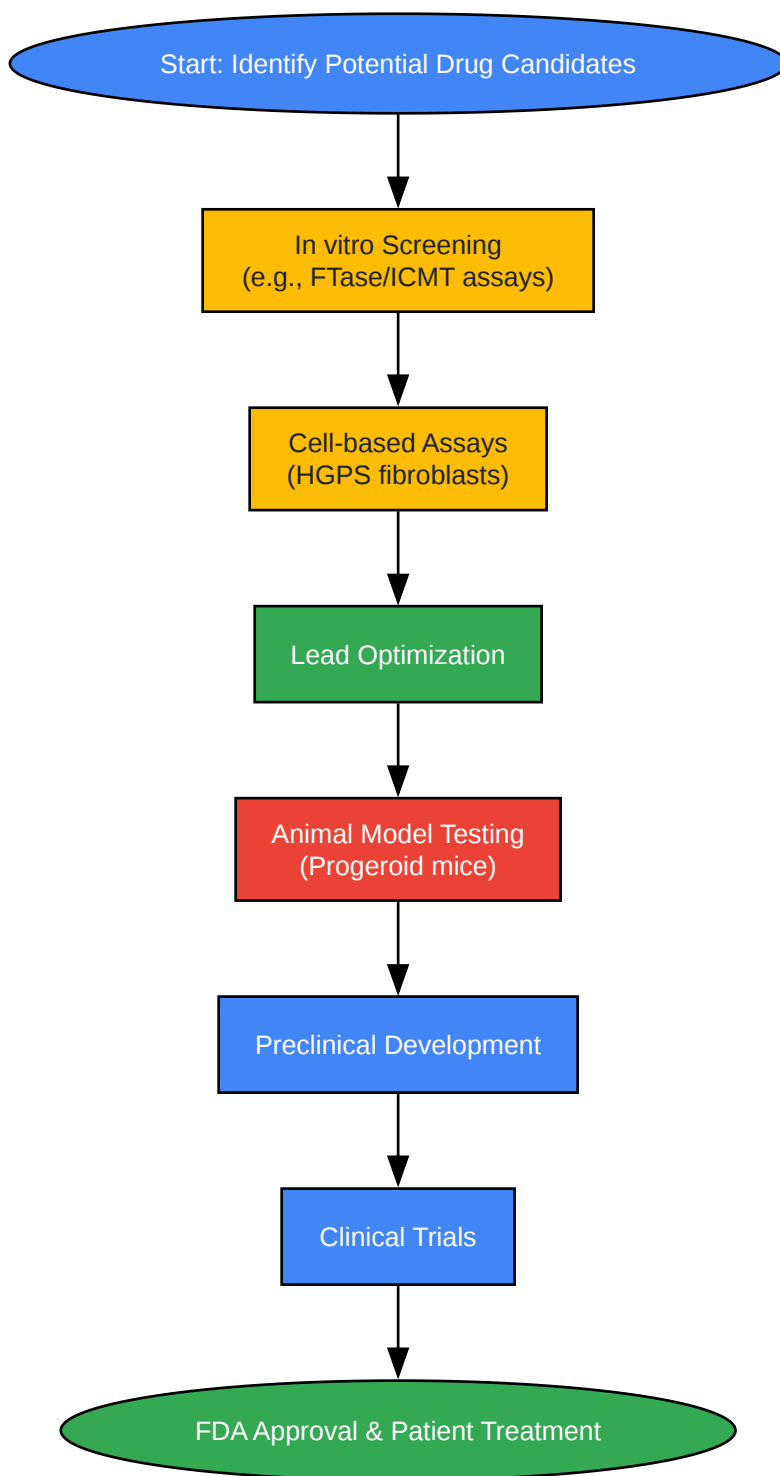 Start: Identify Potential Drug Candidates
In vitro Screening
(e.g., FTase/ICMT assays)
Cell-based Assays
(HGPS fibroblasts)
Lead Optimization
Animal Model Testing
(Progeroid mice)
Preclinical Development
Clinical Trials
FDA Approval & Patient Treatment